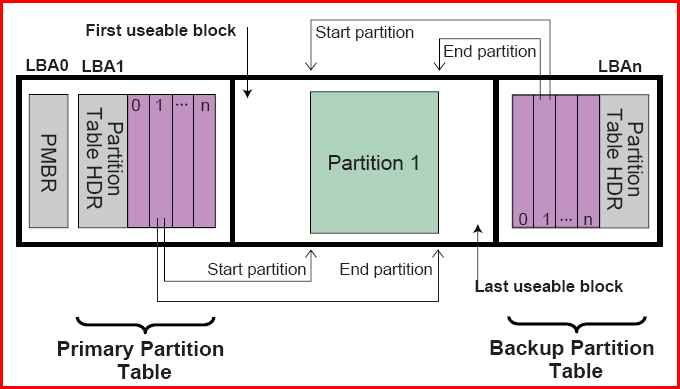 First useable block
Start partition
End partition
LBA0
LBA1
LBAn
PMBR
Partition
Table HDR
0 1 ... n
Partition 1
0 1 ... n
Partition
Table HDR
Start partition
End partition
Last useable block
Primary Partition
Table
Backup Partition
Table